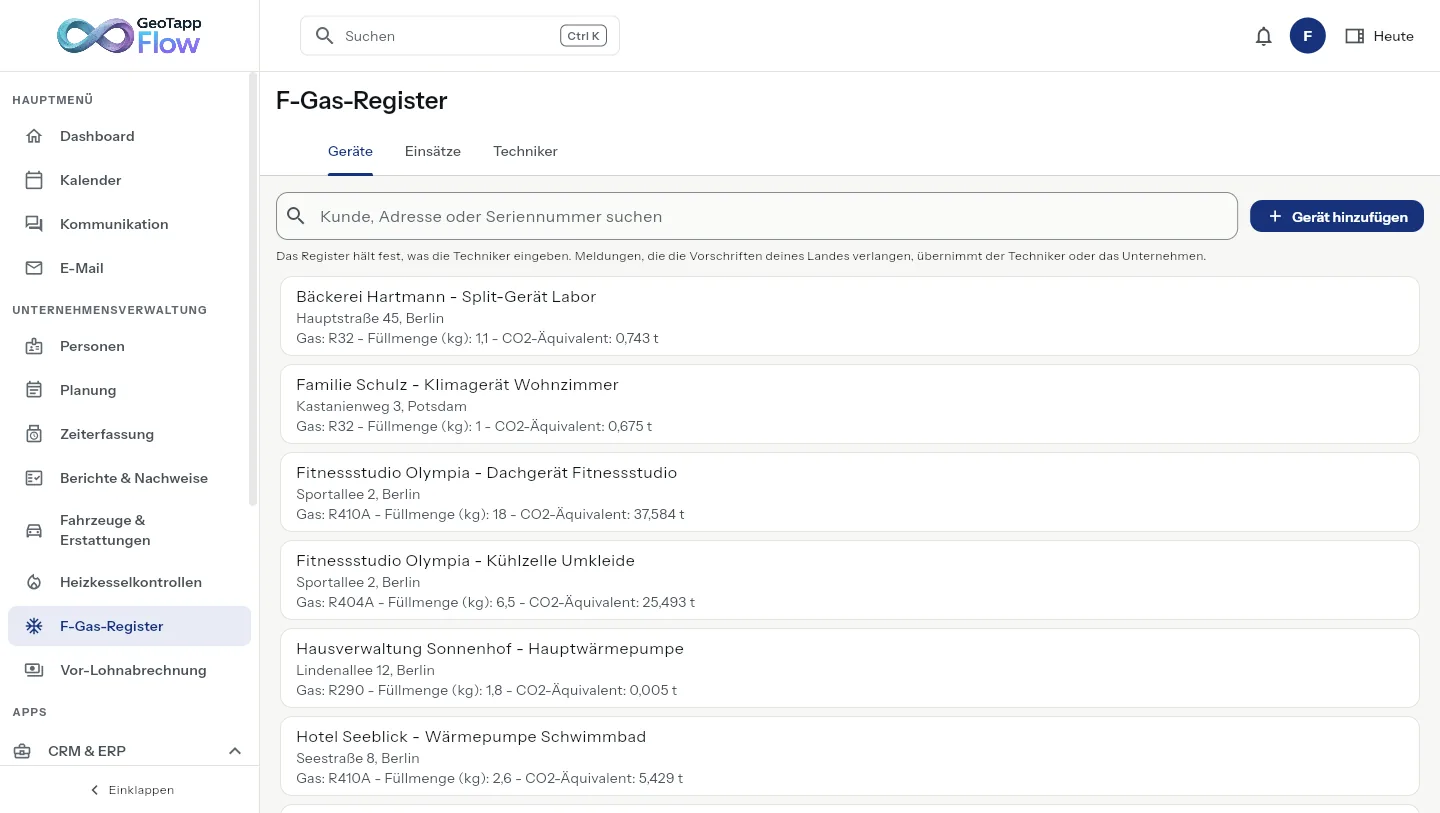 GeoTapp
Flow
Suchen
Ctrl K
F
Heute
HAUPTMENÜ
Dashboard
Kalender
Kommunikation
E-Mail
UNTERNEHMENSVERWALTUNG
Personen
Planung
Zeiterfassung
Berichte & Nachweise
Fahrzeuge &
Erstattungen
Heizkesselkontrollen
F-Gas-Register
Vor-Lohnabrechnung
APPS
CRM & ERP
Einklappen
F-Gas-Register
Geräte
Einsätze
Techniker
Kunde, Adresse oder Seriennummer suchen
Gerät hinzufügen
Das Register hält fest, was die Techniker eingeben. Meldungen, die die Vorschriften deines Landes verlangen, übernimmt der Techniker oder das Unternehmen.
Bäckerei Hartmann - Split-Gerät Labor
Hauptstraße 45, Berlin
Gas: R32 - Füllmenge (kg): 1,1 - CO2-Äquivalent: 0,743 t
Familie Schulz - Klimagerät Wohnzimmer
Kastanienweg 3, Potsdam
Gas: R32 - Füllmenge (kg): 1 - CO2-Äquivalent: 0,675 t
Fitnessstudio Olympia - Dachgerät Fitnessstudio
Sportallee 2, Berlin
Gas: R410A - Füllmenge (kg): 18 - CO2-Äquivalent: 37,584 t
Fitnessstudio Olympia - Kühlzelle Umkleide
Sportallee 2, Berlin
Gas: R404A - Füllmenge (kg): 6,5 - CO2-Äquivalent: 25,493 t
Hausverwaltung Sonnenhof - Hauptwärmepumpe
Lindenallee 12, Berlin
Gas: R290 - Füllmenge (kg): 1,8 - CO2-Äquivalent: 0,005 t
Hotel Seeblick - Wärmepumpe Schwimmbad
Seestraße 8, Berlin
Gas: R410A - Füllmenge (kg): 2,6 - CO2-Äquivalent: 5,429 t